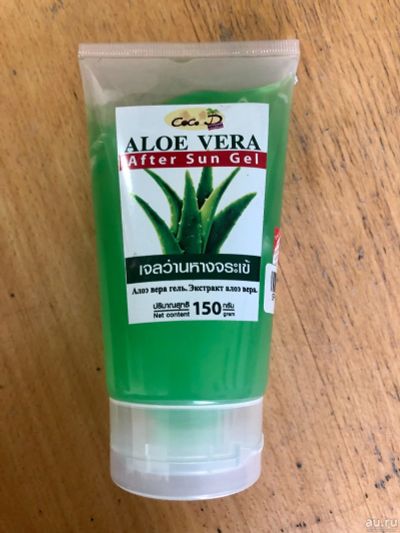 CoCo D
ALOE VERA
After Sun Gel
เจลว่านหางจระเข้
Алоэ вера гель. Экстракт алоэ вера.
ปริมาณสุทธิ 150 กรัม
Net content gram
au.ru